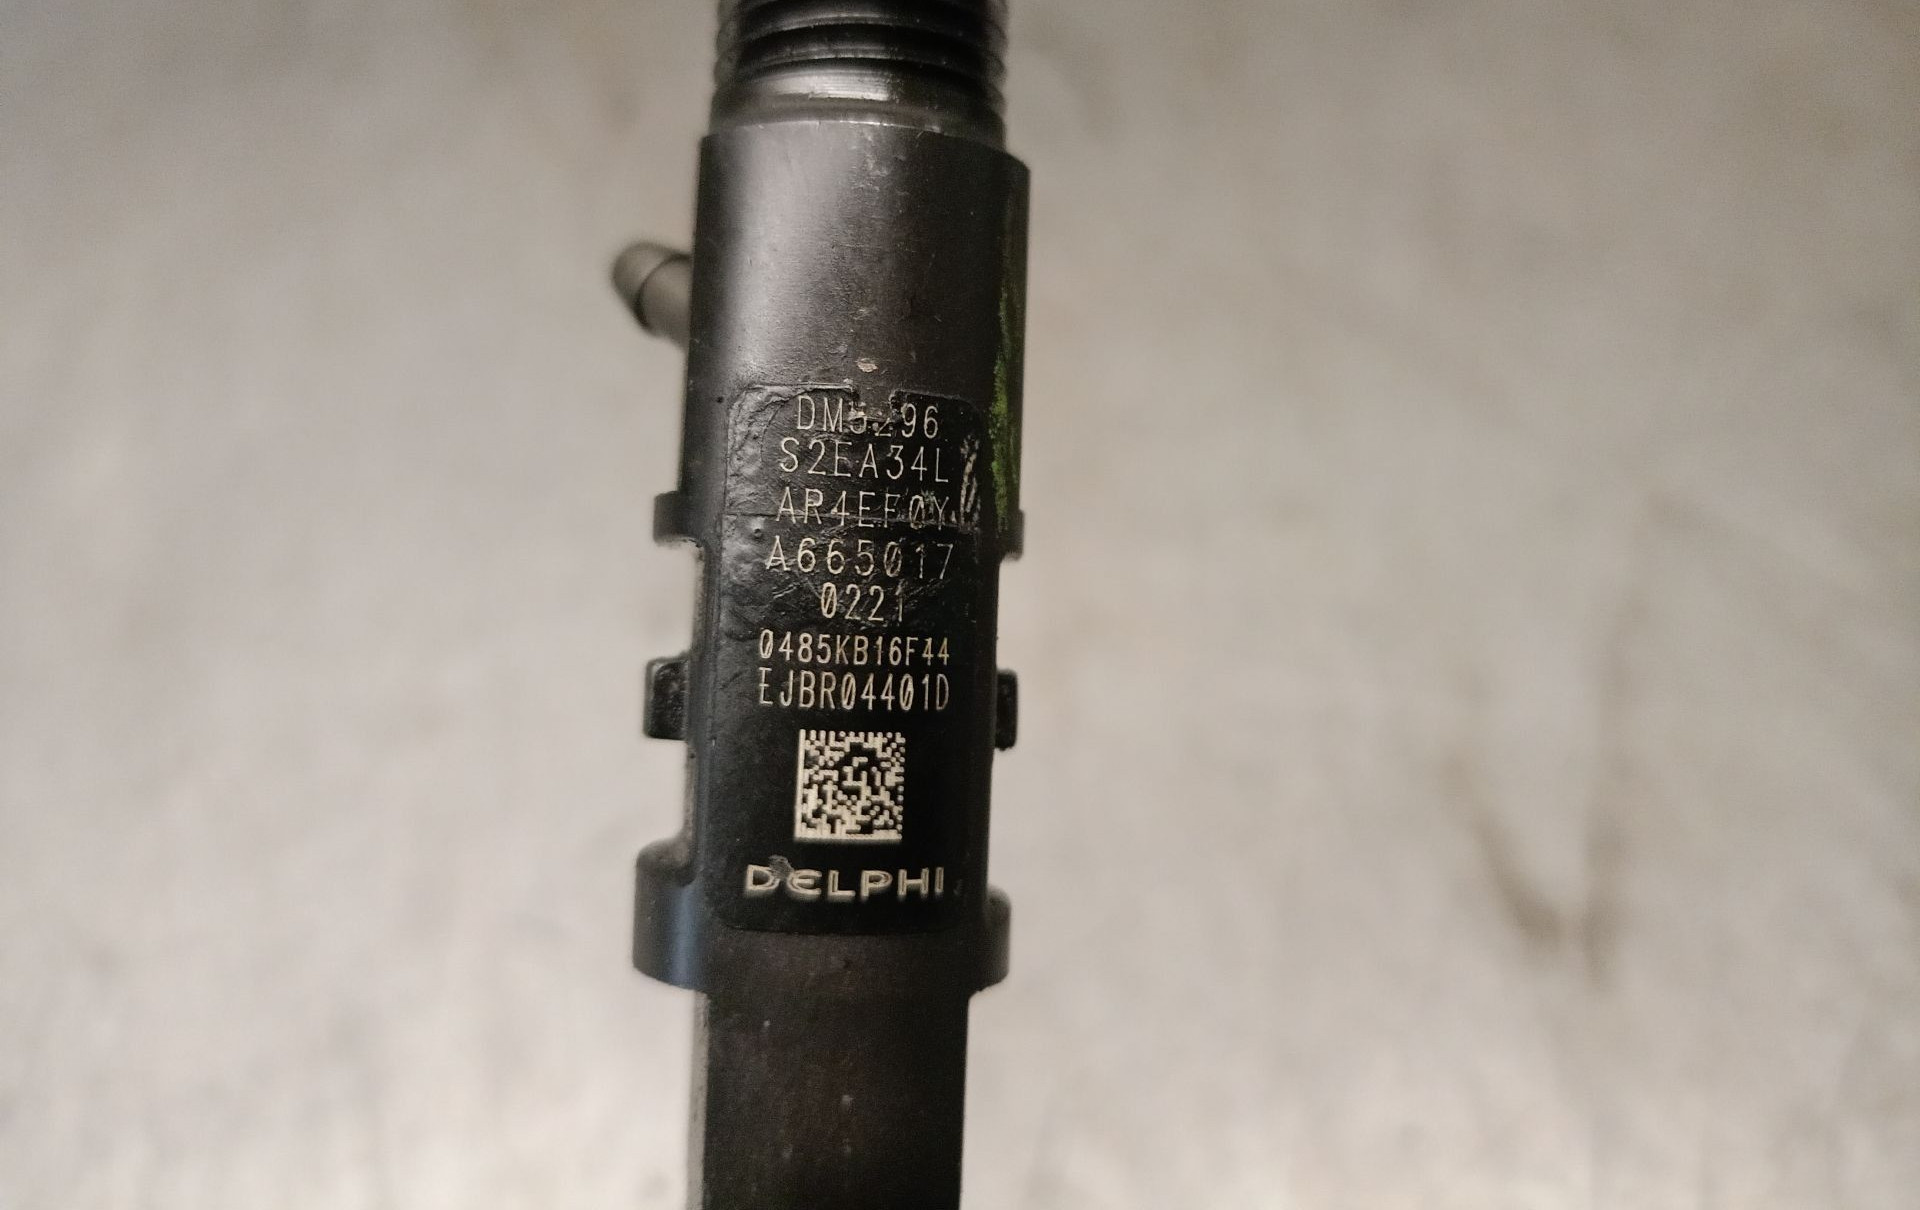 DM5296
S2EA34L
AR4EF0Y
A665017
0221
0485KB16F44
EJBR04401D
DELPHI